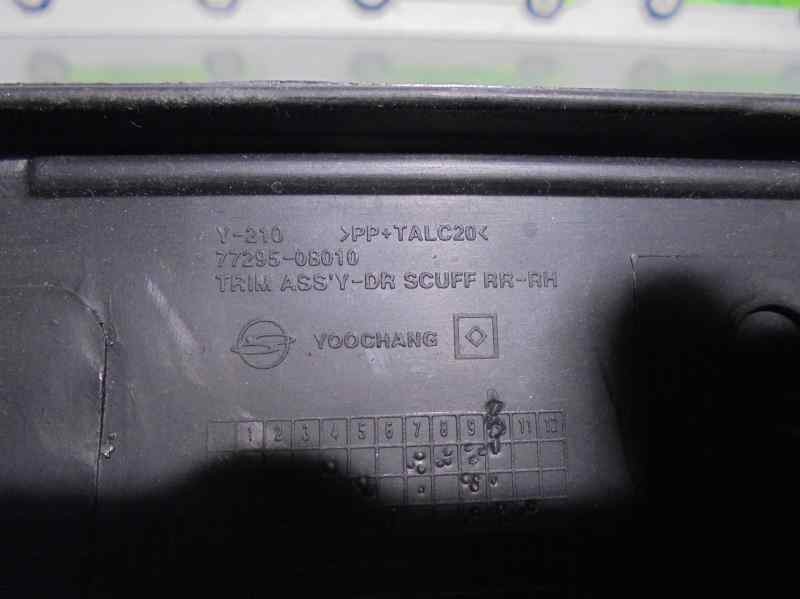 Y-210 >PP+TALC20<
77295-08010
TRIM ASS'Y-DR SCUFF RR-RH
YOOCHANG
1 2 3 4 5 6 7 8 9 11 12